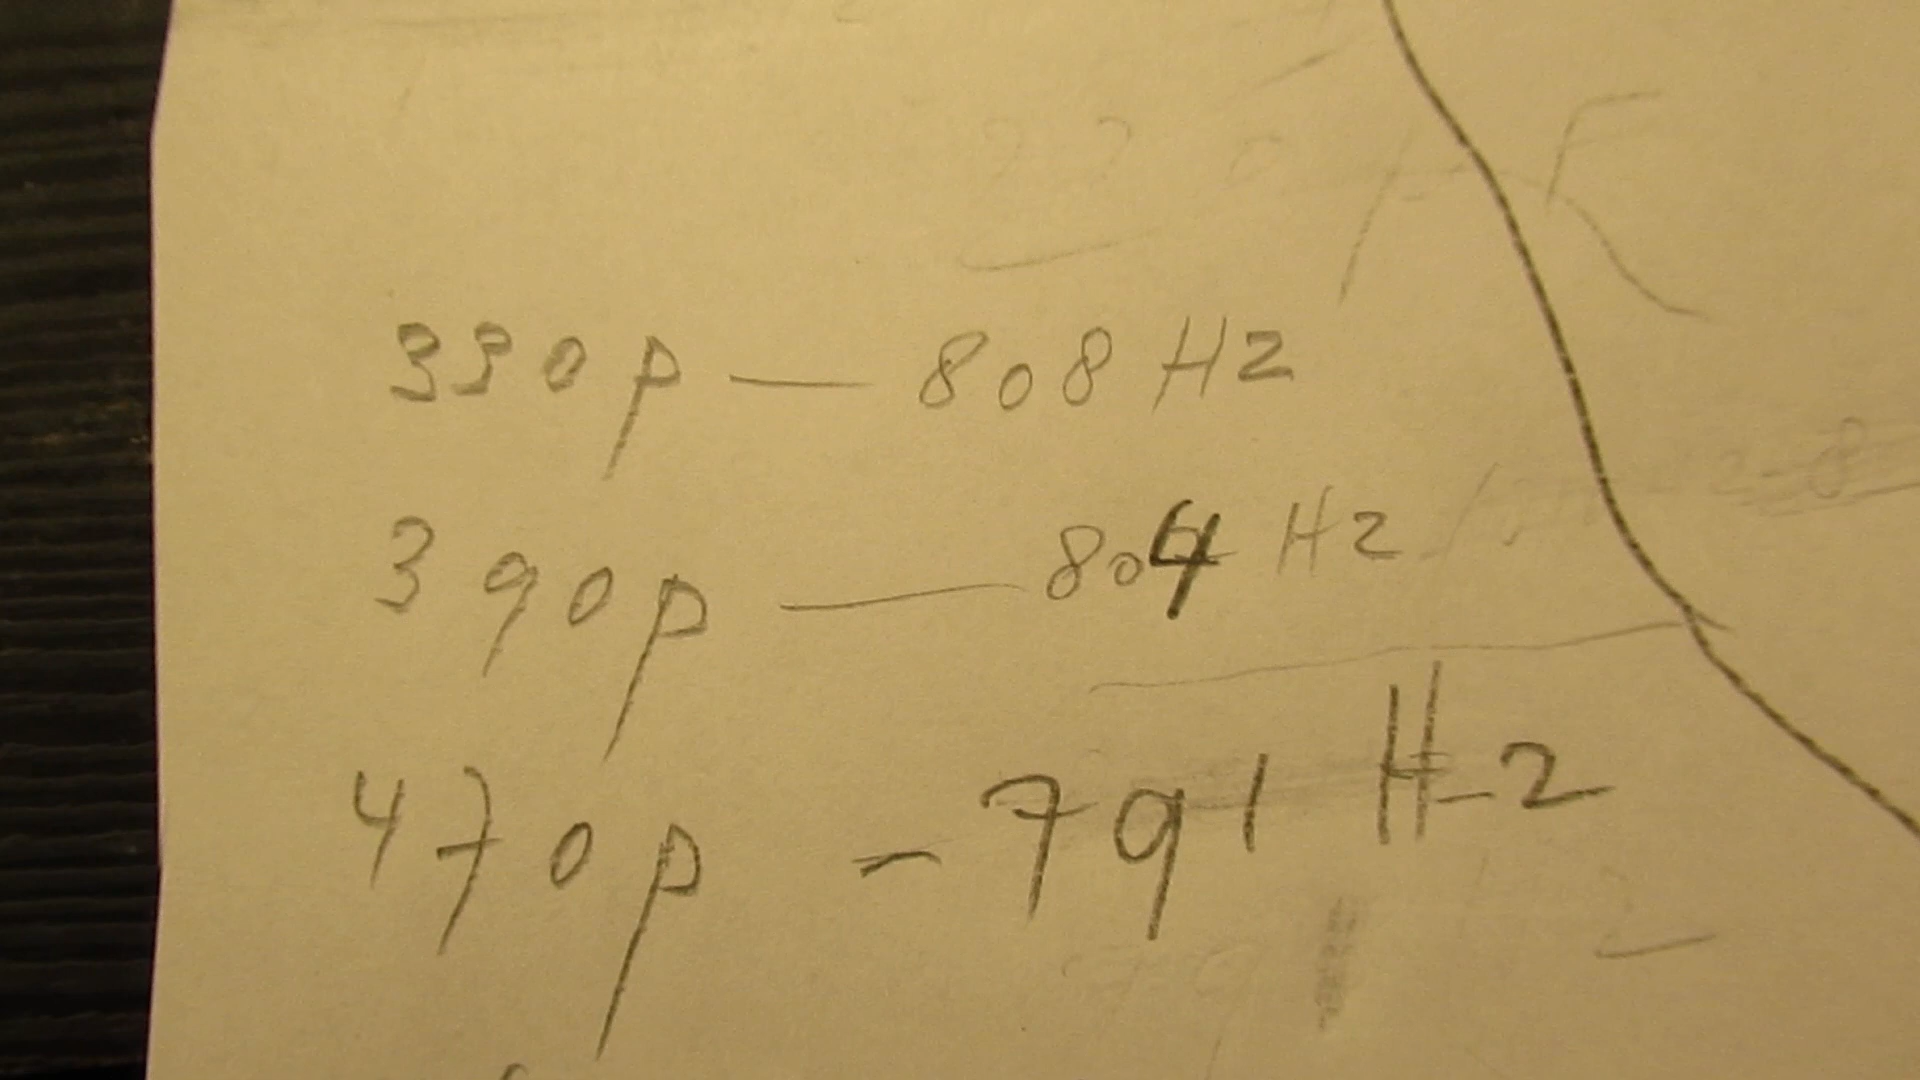 330p — 808 Hz
390p — 804 Hz
470p - 791 Hz